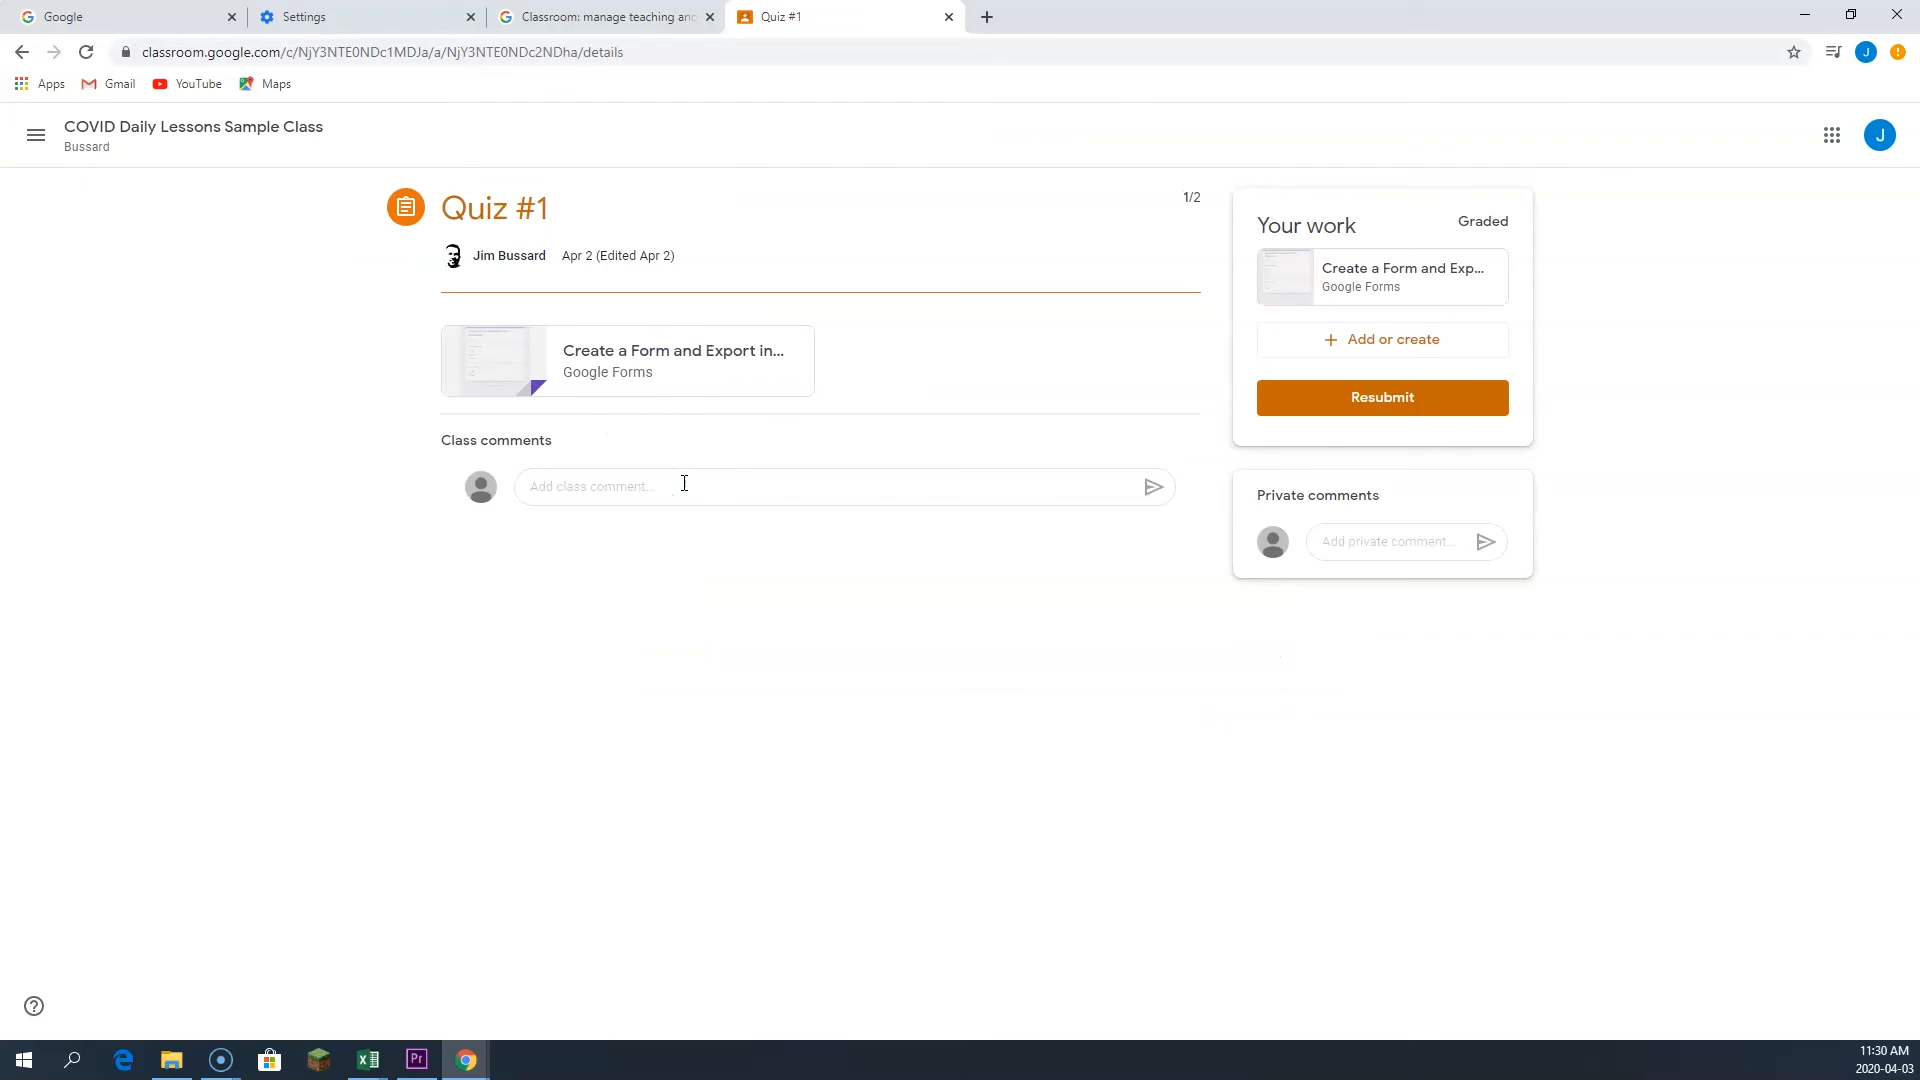 Google
Settings
Classroom: manage teaching and
Quiz #1
classroom.google.com/c/NjY3NTE0NDc1MDJa/a/NjY3NTE0NDc2NDha/details
J
Apps
Gmail
YouTube
Maps
COVID Daily Lessons Sample Class
Bussard
J
Quiz #1
1/2
Jim Bussard Apr 2 (Edited Apr 2)
Create a Form and Export in...
Google Forms
Class comments
Add class comment...
Your work
Graded
Create a Form and Exp...
Google Forms
+ Add or create
Resubmit
Private comments
Add private comment...
Pr
11:30 AM
2020-04-03